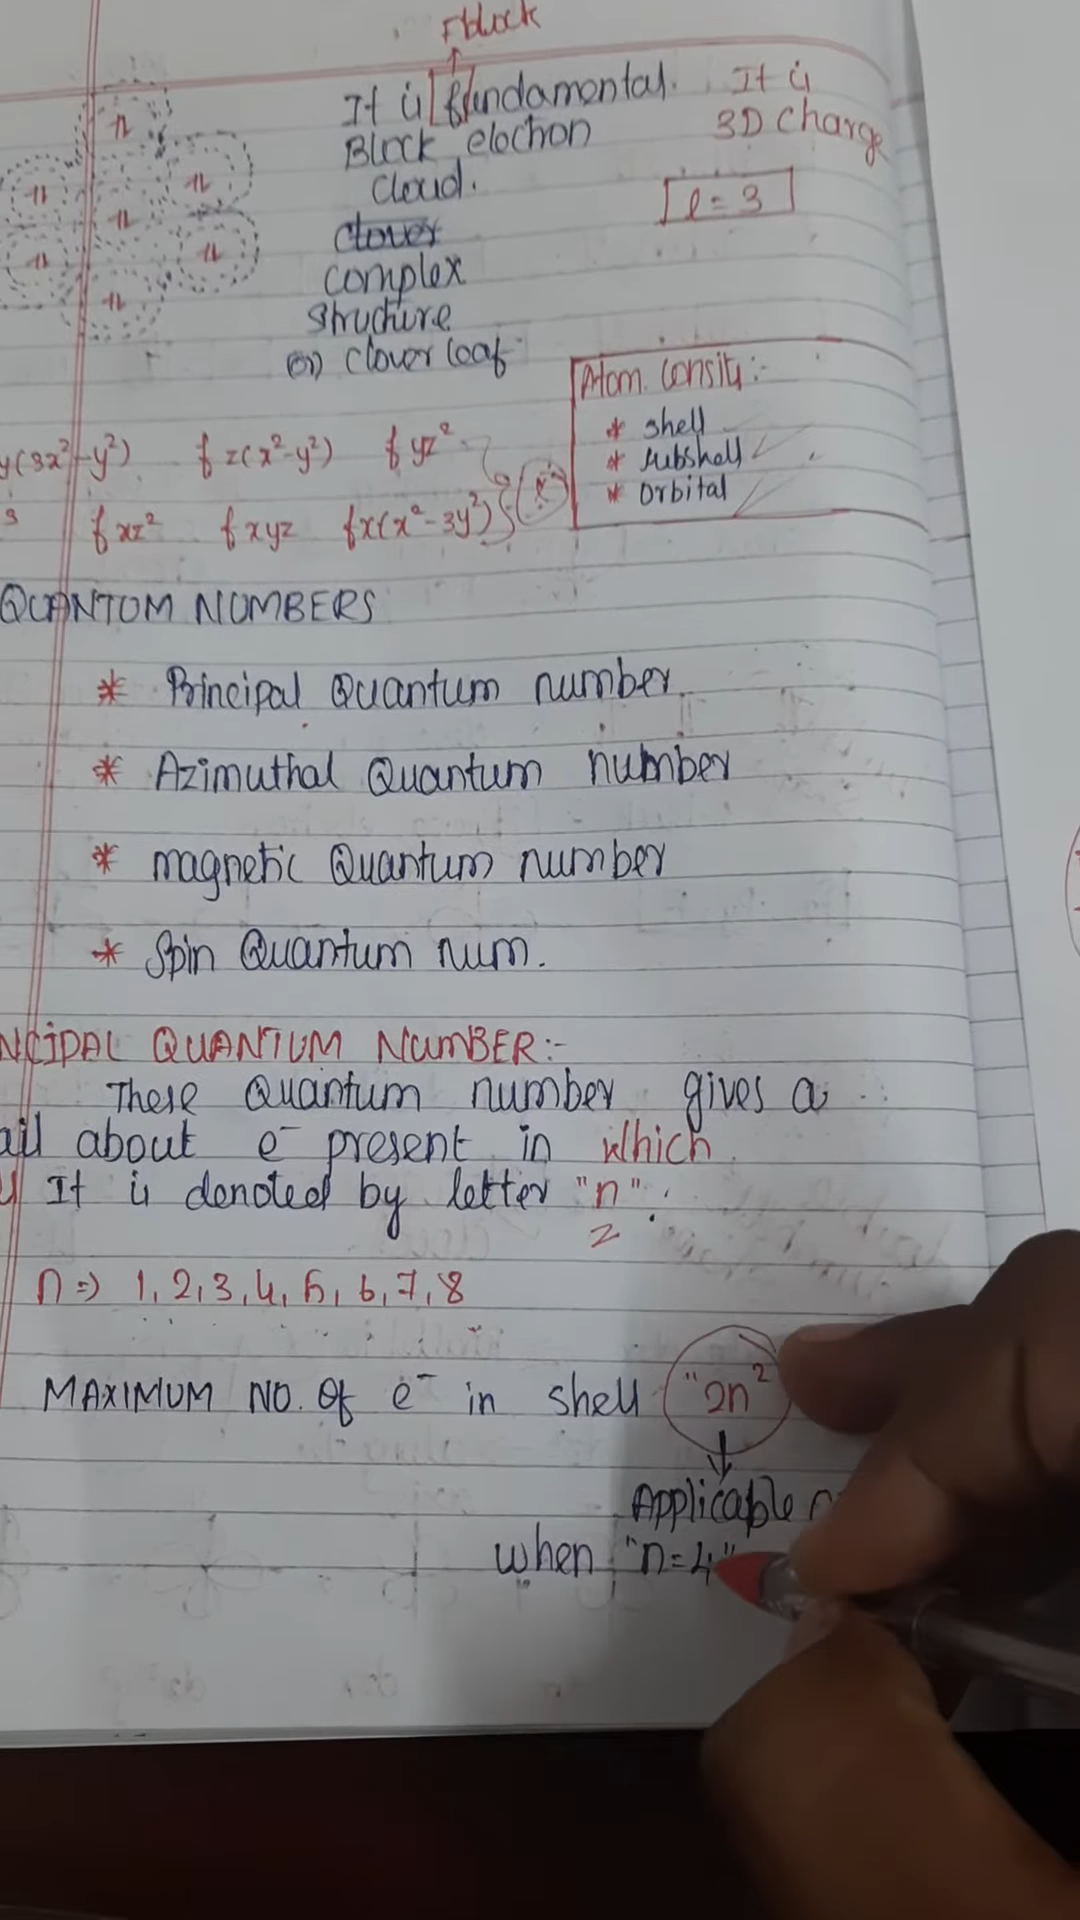 Fblock
It is fundamental.
Block electron
cloud.
clover
complex
structure
(or) clover loaf
It is
3D charge
l = 3
Atom. consity:-
* shell
* subshell
* orbital
y(3x²-y²) f z(x²-y²) f yz²
f xz² f xyz f x(x²-3y²)
QUANTOM NUMBERS
* Principal Quantum number
* Azimuthal Quantum number
* magnetic Quantum number
* Spin Quantum num.
NCIPAL QUANTUM NUMBER:-
These Quantum number gives a
ail about e⁻ present in which
It is denoted by letter "n".
n => 1, 2, 3, 4, 5, 6, 7, 8
MAXIMUM NO. Of e⁻ in shell "2n²
Applicable
when "n=4"